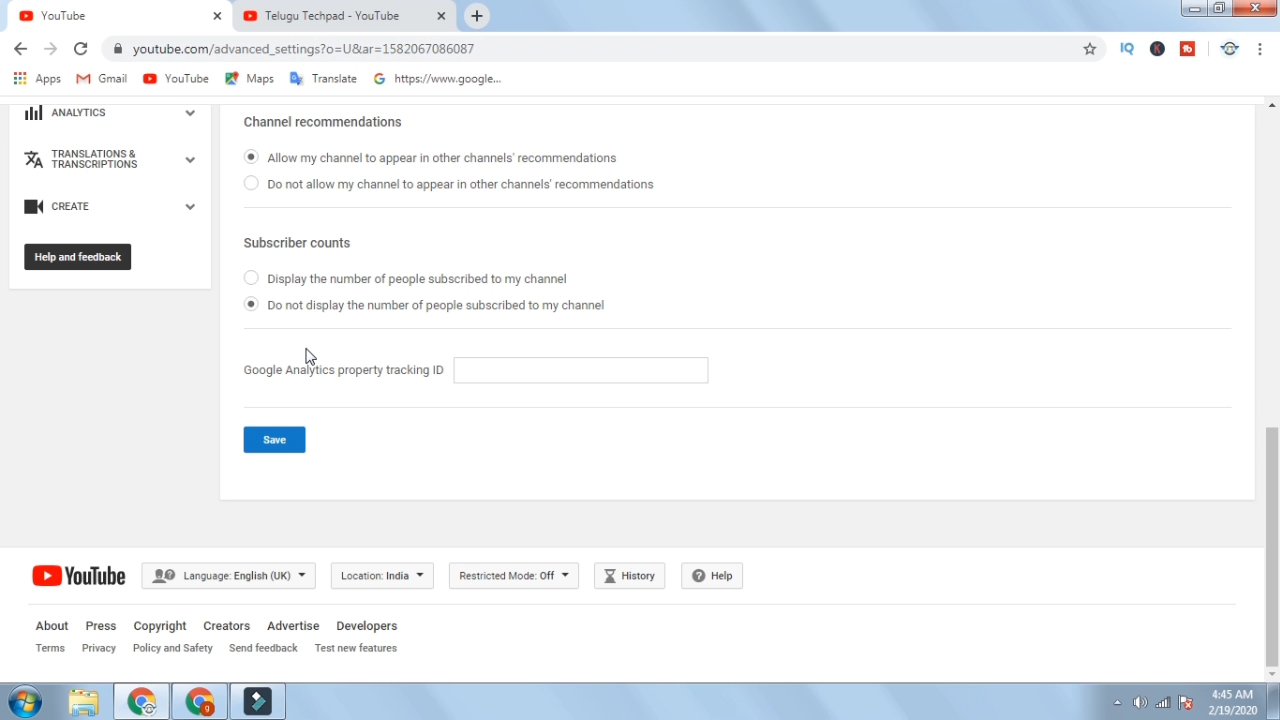 YouTube
Telugu Techpad - YouTube
youtube.com/advanced_settings?o=U&ar=1582067086087
Apps
Gmail
YouTube
Maps
Translate
https://www.google...
ANALYTICS
TRANSLATIONS &
TRANSCRIPTIONS
CREATE
Help and feedback
Channel recommendations
Allow my channel to appear in other channels' recommendations
Do not allow my channel to appear in other channels' recommendations
Subscriber counts
Display the number of people subscribed to my channel
Do not display the number of people subscribed to my channel
Google Analytics property tracking ID
Save
YouTube
Language: English (UK)
Location: India
Restricted Mode: Off
History
Help
About Press Copyright Creators Advertise Developers
Terms Privacy Policy and Safety Send feedback Test new features
4:45 AM
2/19/2020